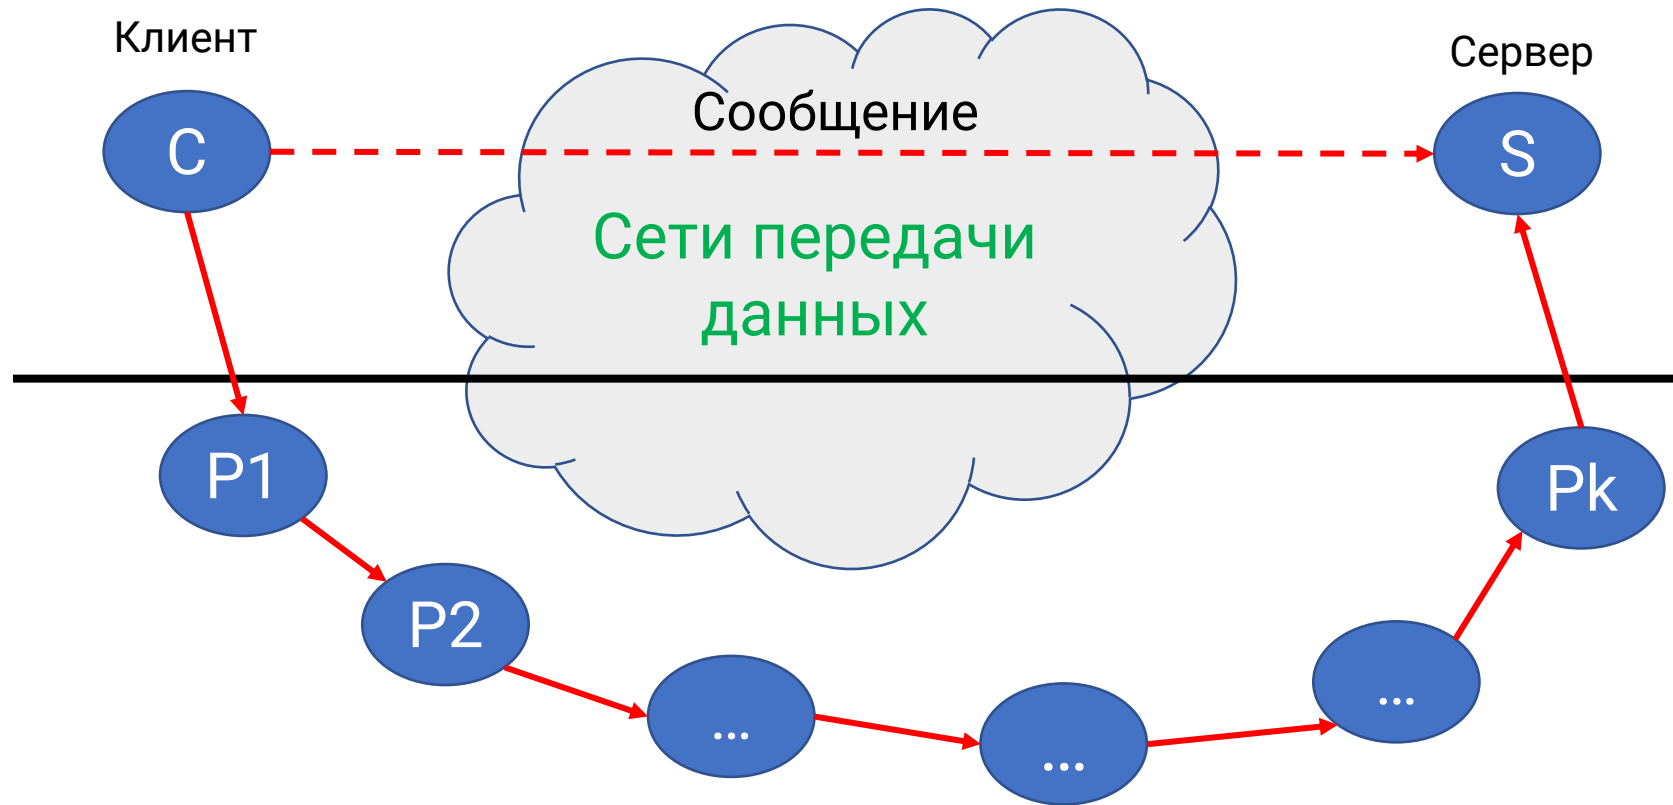 Клиент
Сервер
Сообщение
C
S
Сети передачи
данных
P1
Pk
P2
...
...
...